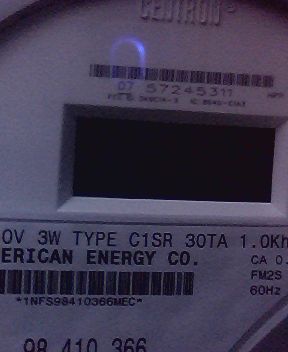 CENTRON
07 57245311
0V 3W TYPE C1SR 30TA 1.0Kh
ERICAN ENERGY CO.
CA 0.
FM2S
60Hz
*1NFS98410366MEC*
98 410 366